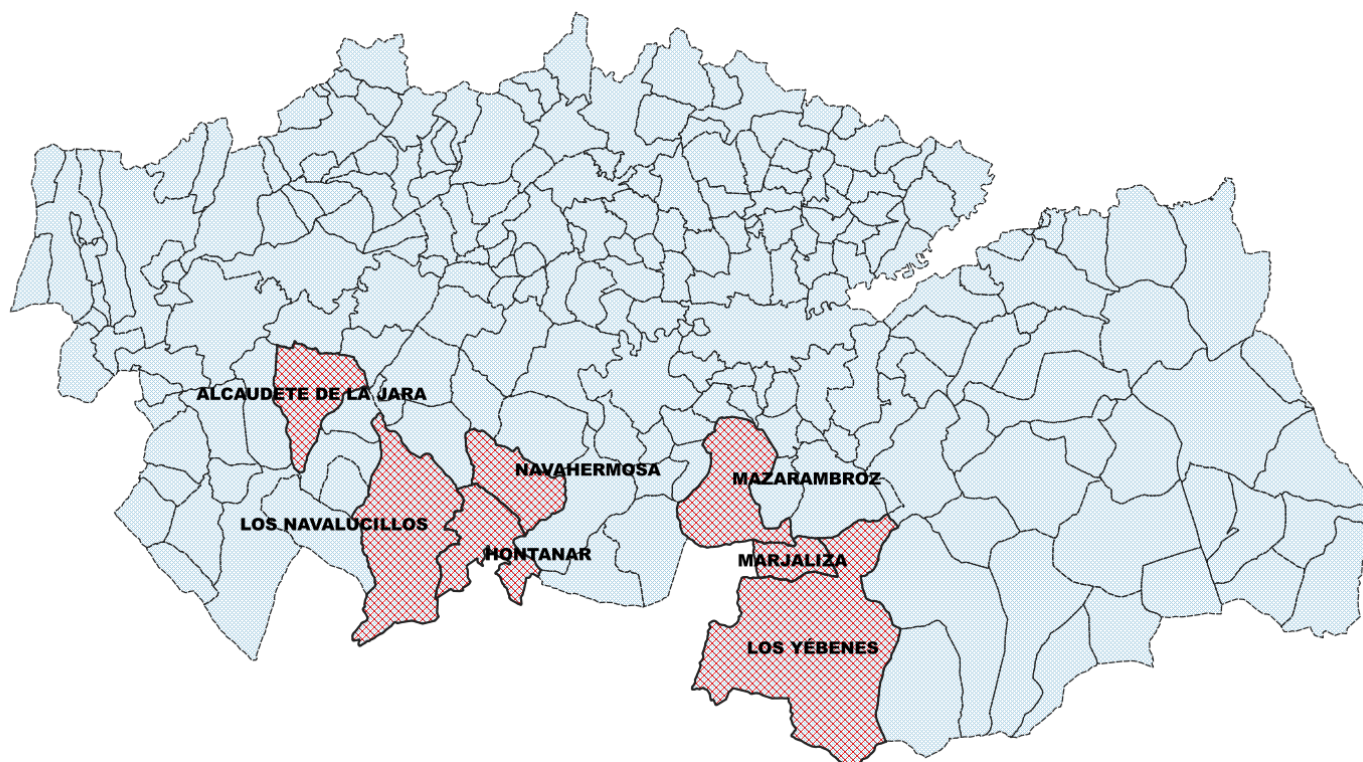 ALCAUDETE DE LA JARA
NAVAHERMOSA
MAZARAMBROZ
LOS NAVALUCILLOS
HONTANAR
MARJALIZA
LOS YÉBENES